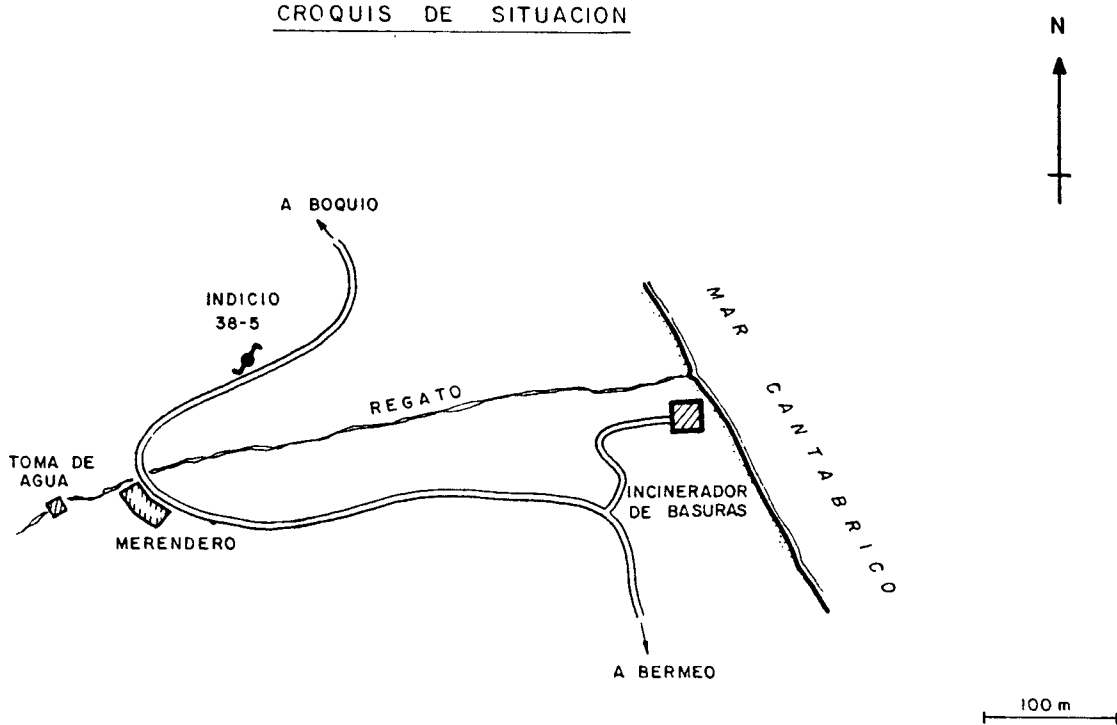 CROQUIS DE SITUACION
N
A BOQUIO
INDICIO
38-5
MAR CANTABRICO
REGATO
TOMA DE
AGUA
INCINERADOR
DE BASURAS
MERENDERO
A BERMEO
100 m